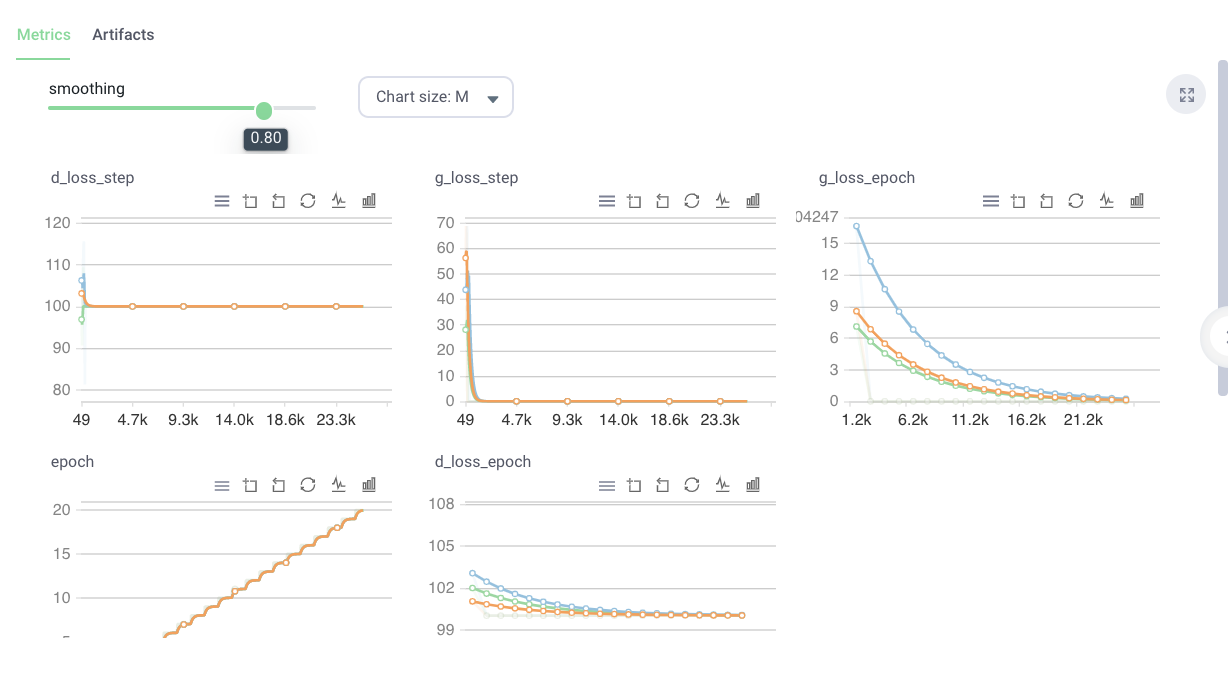 Metrics Artifacts
smoothing
Chart size: M
0.80
d_loss_step
120
110
100
90
80
49 4.7k 9.3k 14.0k 18.6k 23.3k
g_loss_step
70
60
50
40
30
20
10
0
49 4.7k 9.3k 14.0k 18.6k 23.3k
g_loss_epoch
04247
15
12
9
6
3
0
1.2k 6.2k 11.2k 16.2k 21.2k
epoch
20
15
10
d_loss_epoch
108
105
102
99